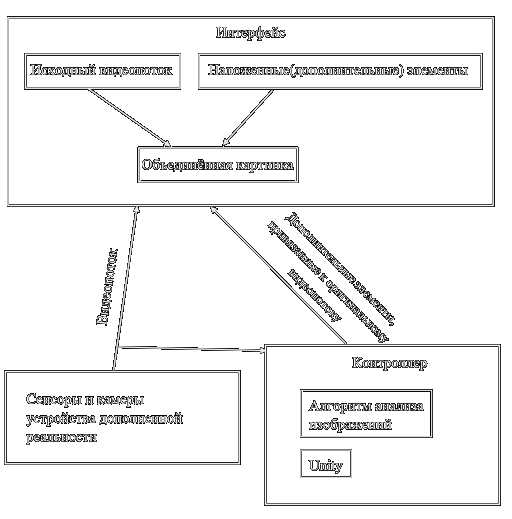 Интерфейс
Исходный видеопоток
Наложенные(дополнительные) элементы
Объединённая картинка
Видеопоток
Дополнительные элементы,
привязанные к оригинальному
видеопотоку
Контроллер
Сенсоры и камеры
устройства дополненной
реальности
Алгоритм анализа
изображений
Unity